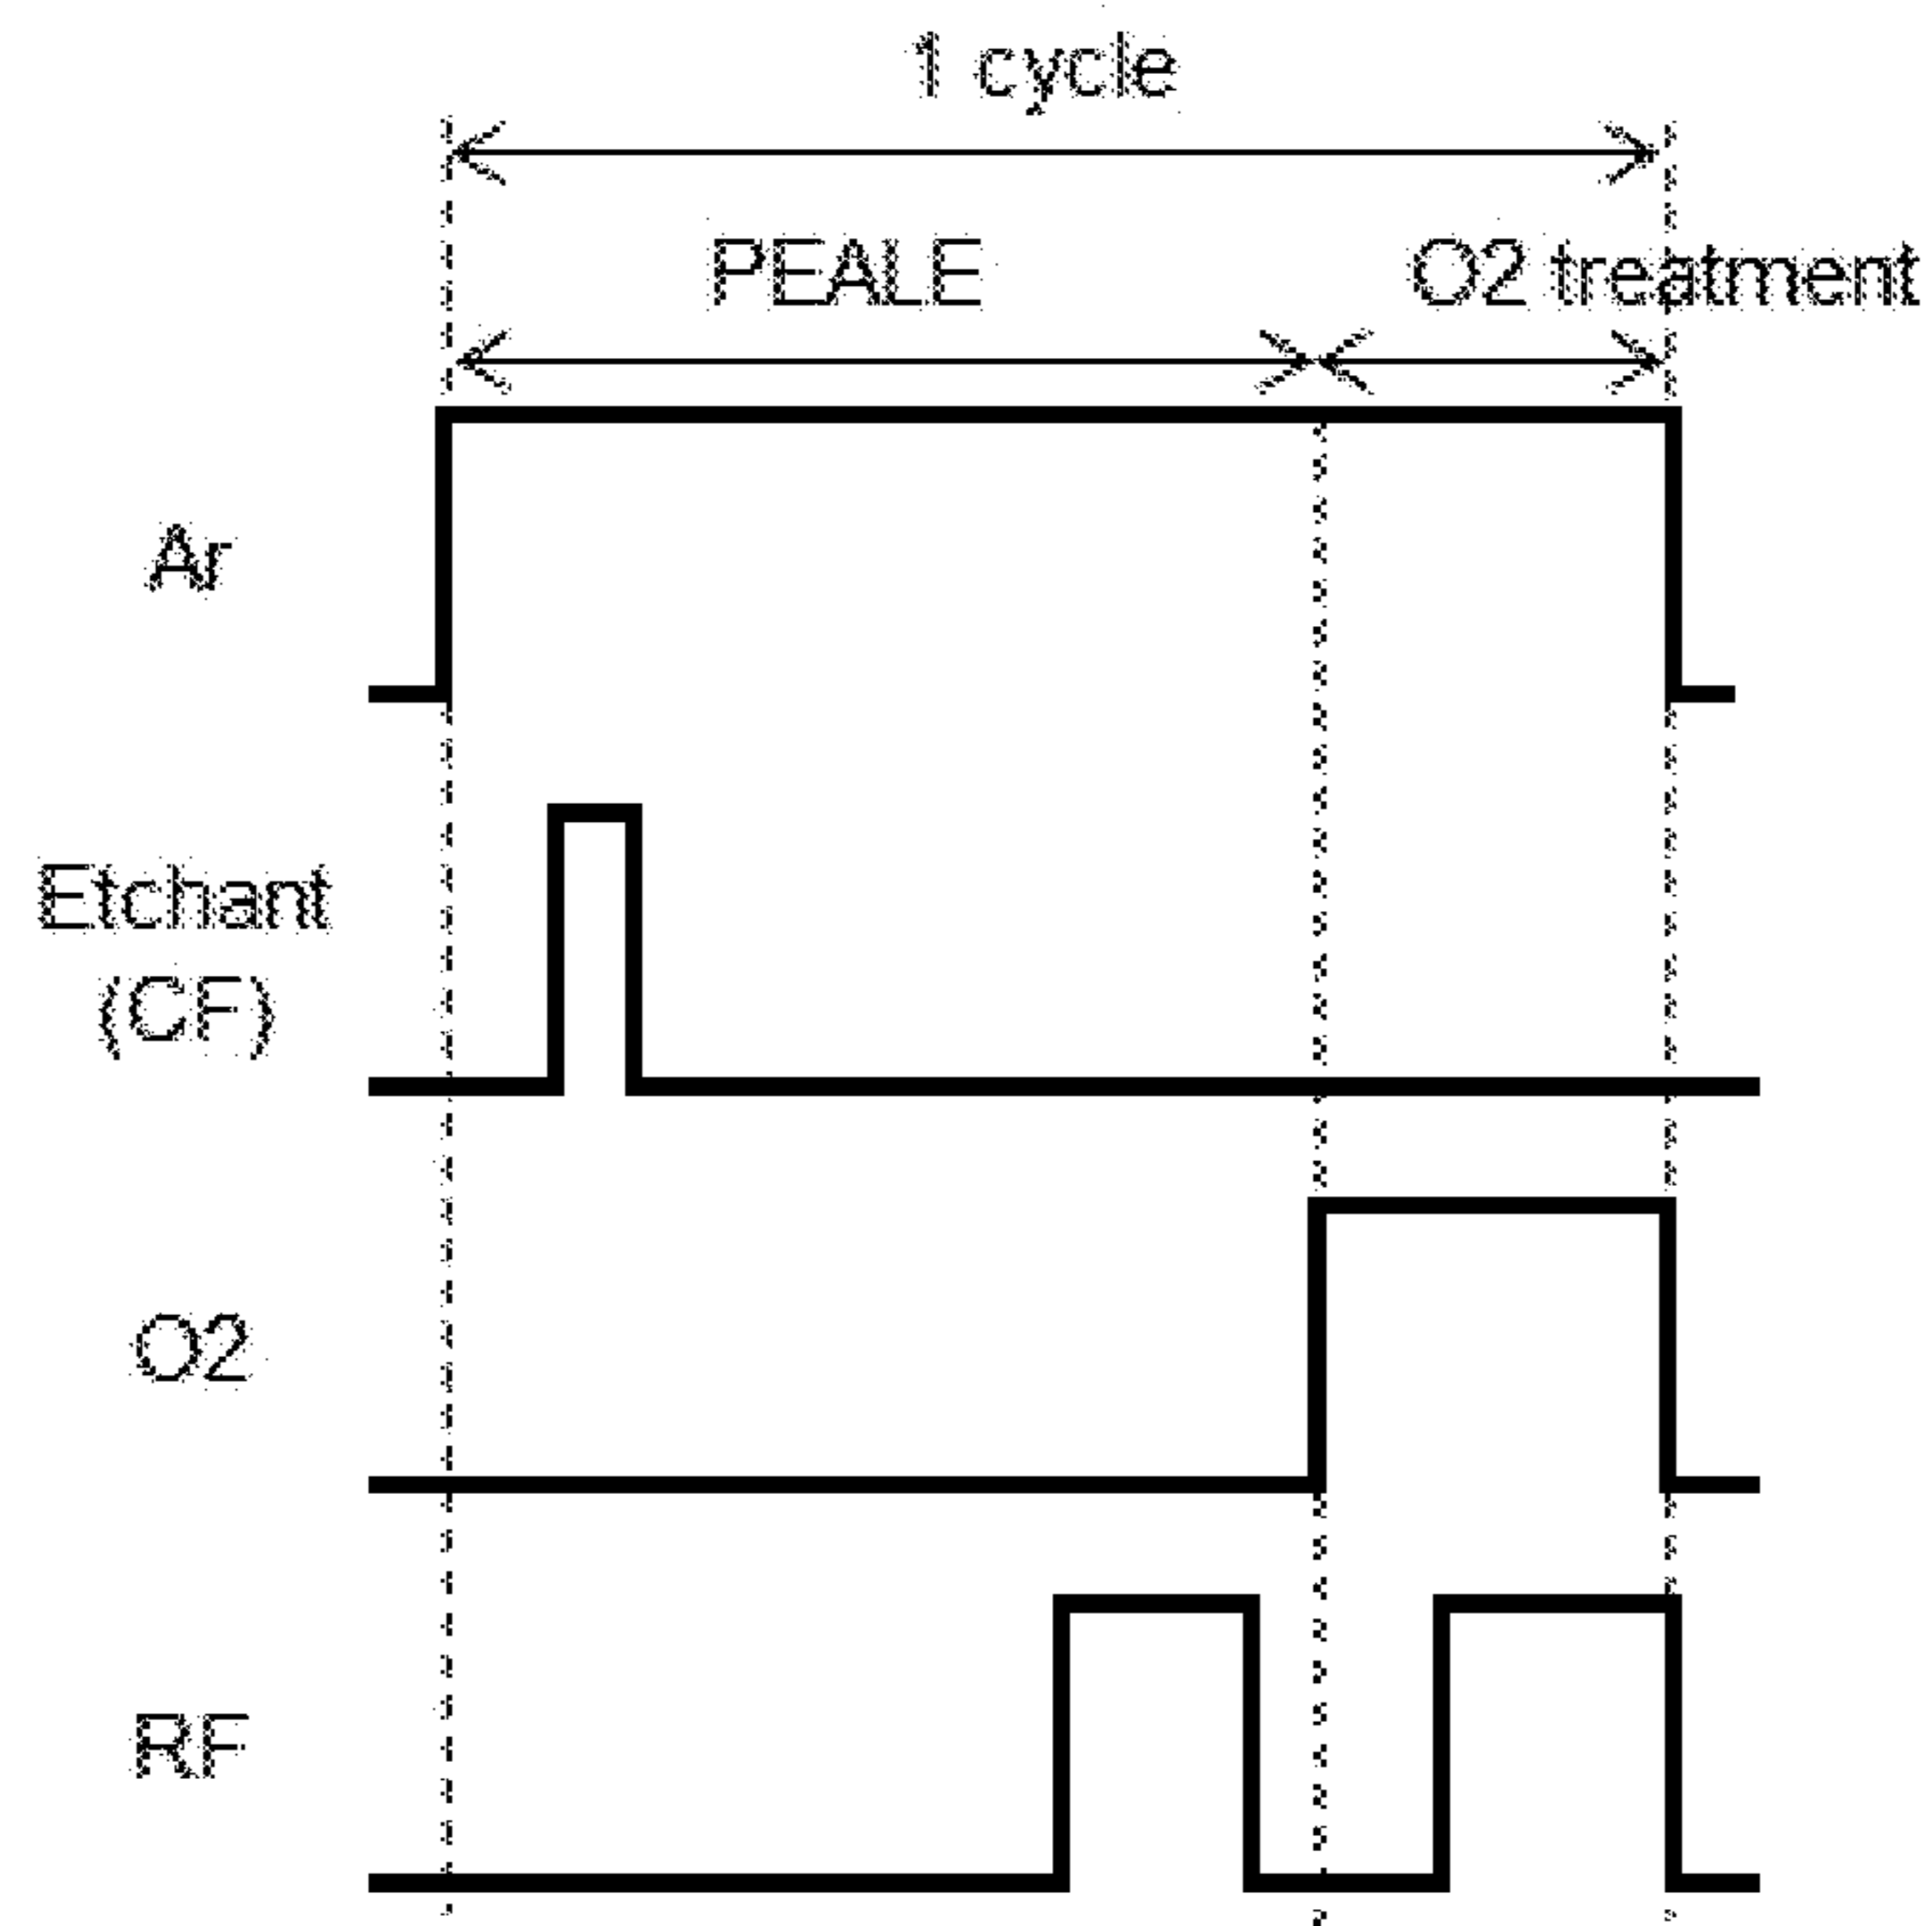 1 cycle
PEALE
O2 treatment
Ar
Etchant
(CF)
O2
RF